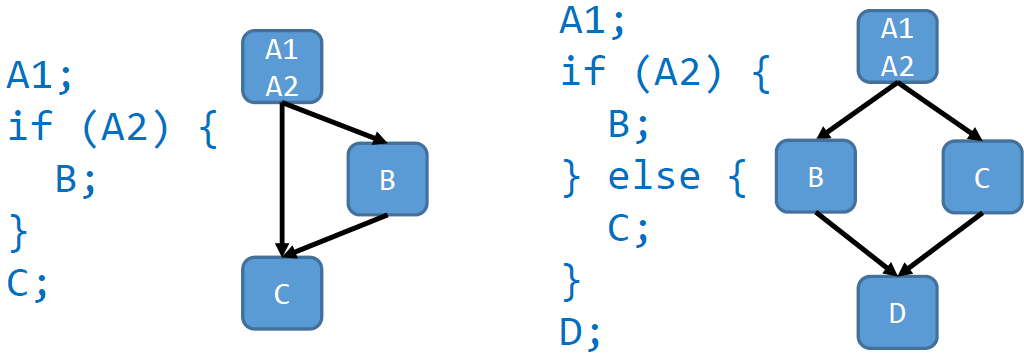 A1;
if (A2) {
B;
}
C;
A1
A2
B
C
A1;
if (A2) {
B;
} else {
C;
}
D;
A1
A2
B
C
D